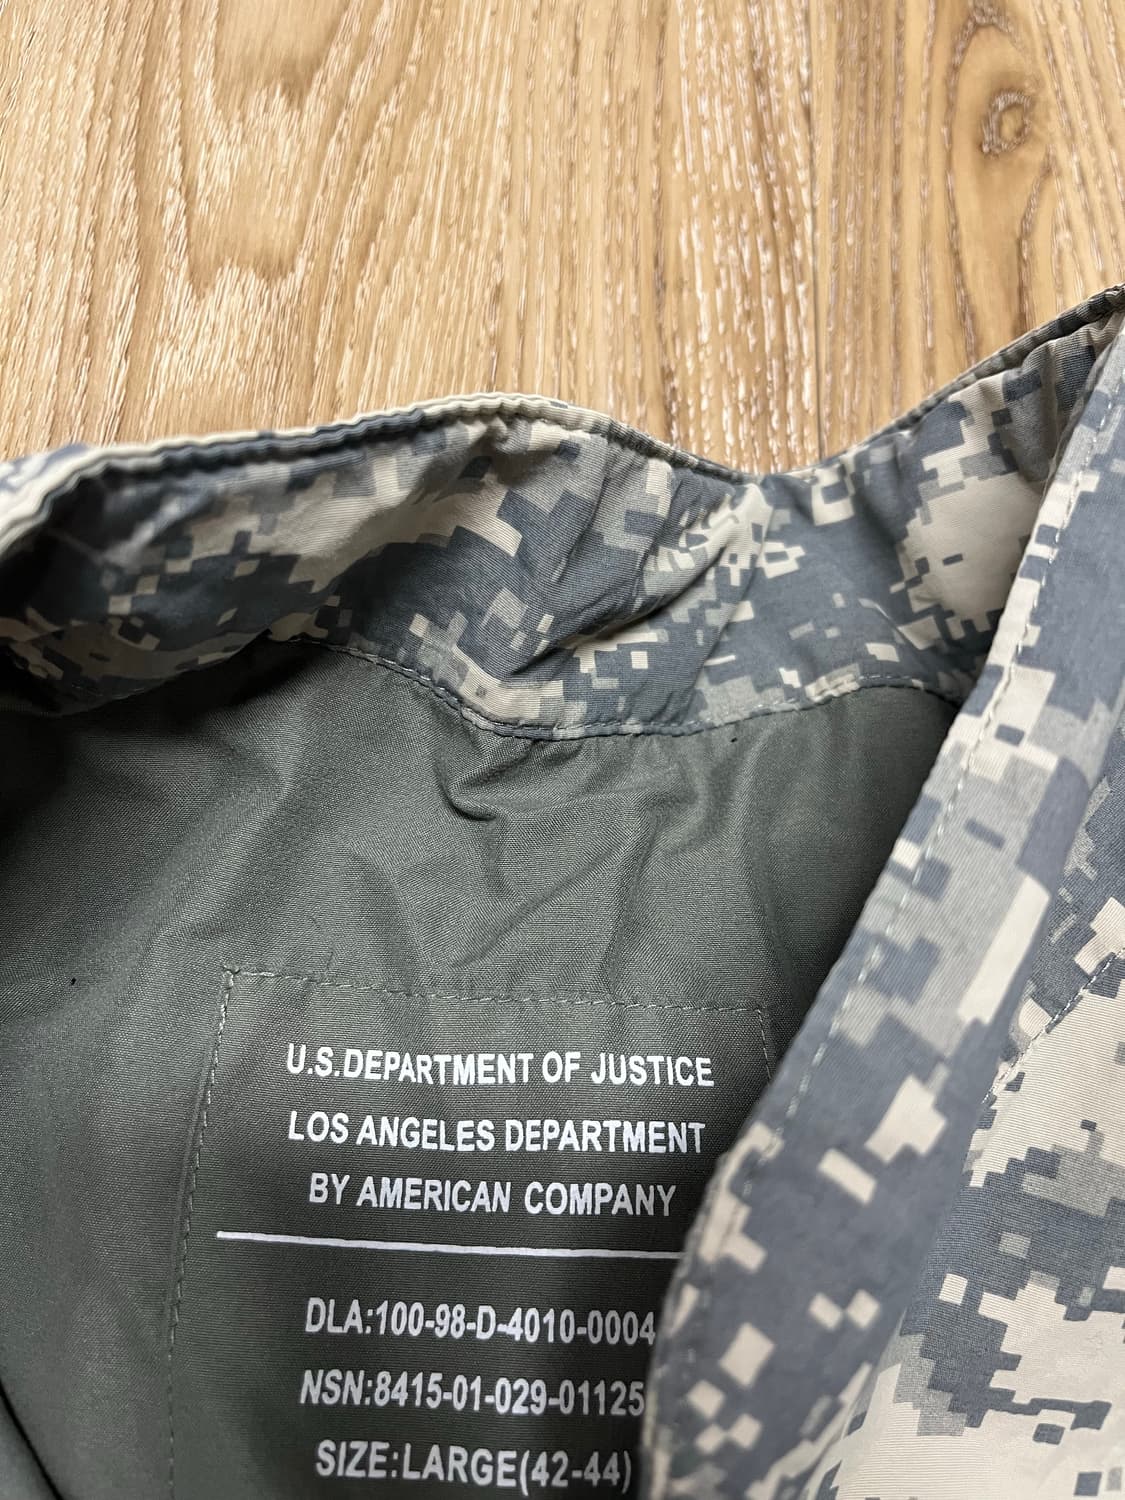 U.S.DEPARTMENT OF JUSTICE
LOS ANGELES DEPARTMENT
BY AMERICAN COMPANY
DLA:100-98-D-4010-0004
NSN:8415-01-029-01125
SIZE:LARGE(42-44)